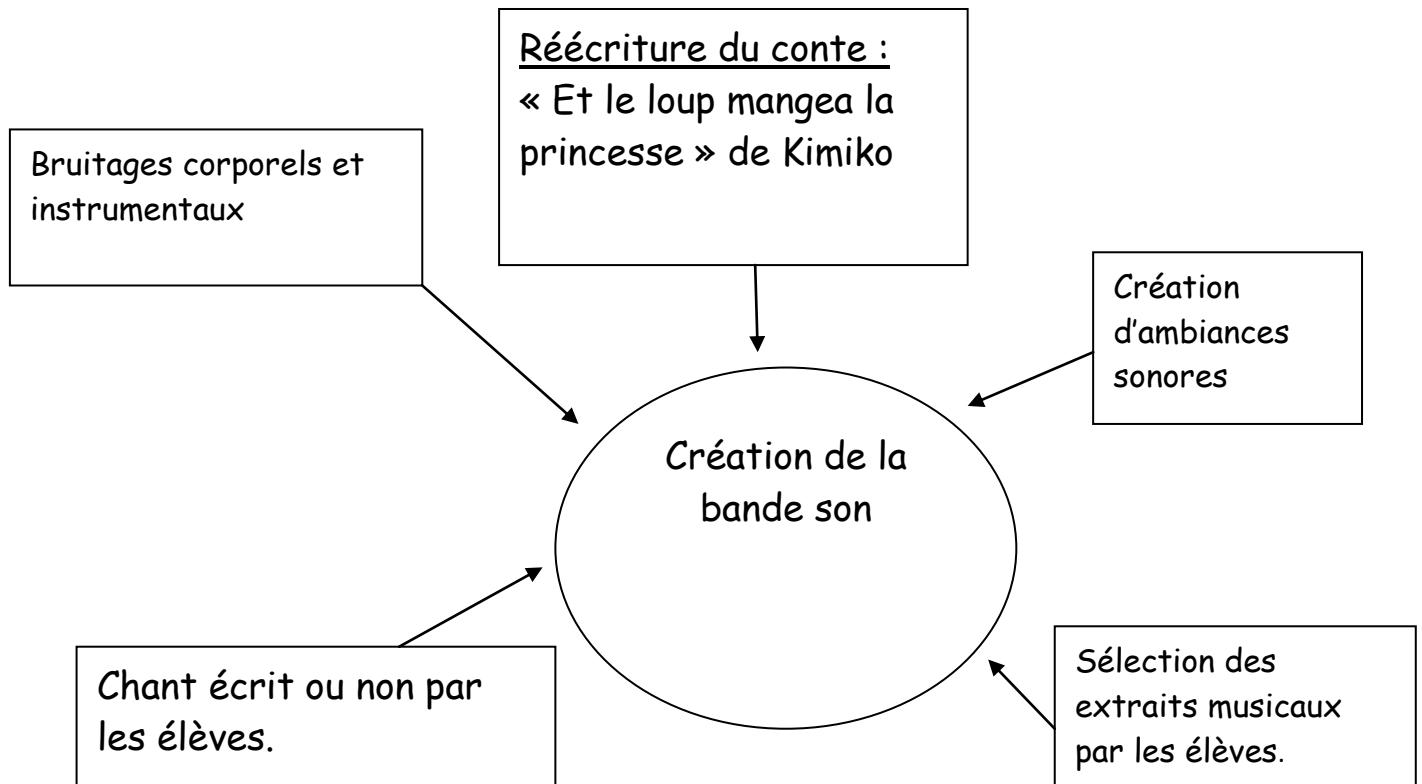 Réécriture du conte :
« Et le loup mangea la
princesse » de Kimiko
Bruitages corporels et
instrumentaux
Création
d'ambiances
sonores
Création de la
bande son
Chant écrit ou non par
les élèves.
Sélection des
extraits musicaux
par les élèves.